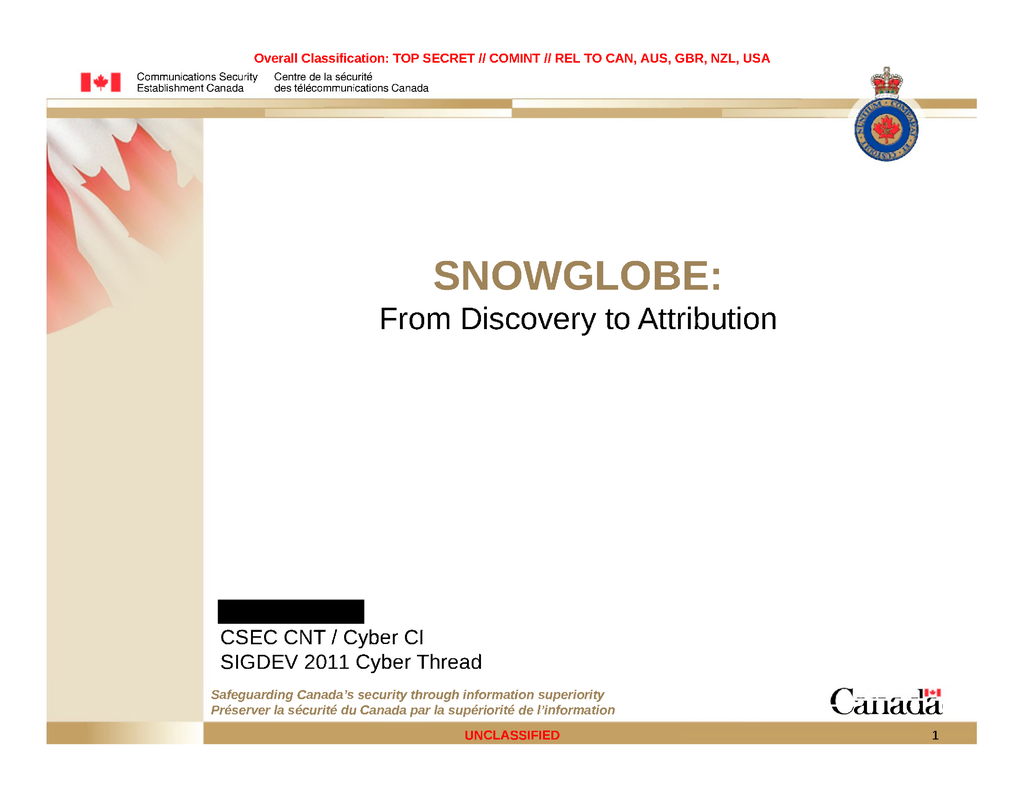 Overall Classification: TOP SECRET // COMINT // REL TO CAN, AUS, GBR, NZL, USA
Communications Security
Establishment Canada
Centre de la sécurité
des télécommunications Canada
SNOWGLOBE:
From Discovery to Attribution
CSEC CNT / Cyber CI
SIGDEV 2011 Cyber Thread
Safeguarding Canada’s security through information superiority
Préserver la sécurité du Canada par la supériorité de l’information
Canada
UNCLASSIFIED
1